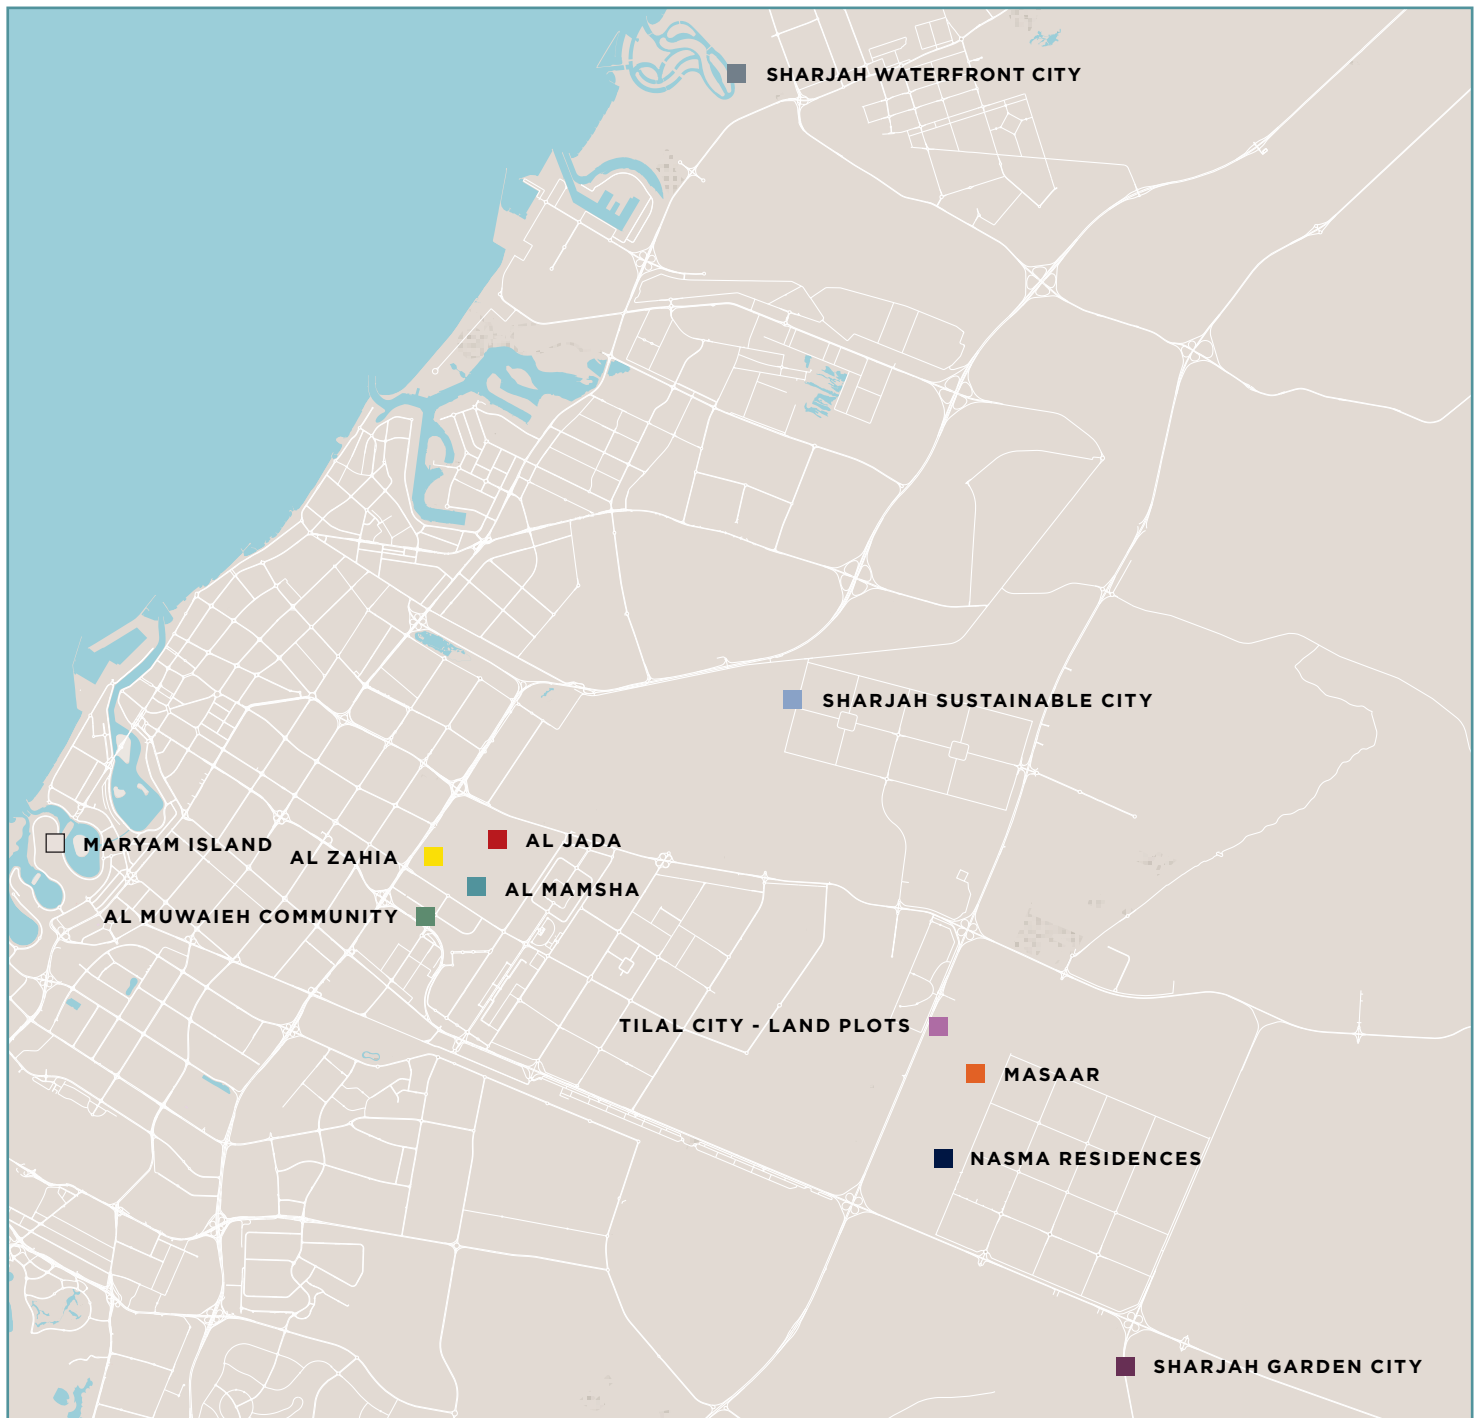 SHARJAH WATERFRONT CITY
SHARJAH SUSTAINABLE CITY
MARYAM ISLAND
AL JADA
AL ZAHIA
AL MAMSHA
AL MUWAIEH COMMUNITY
TILAL CITY - LAND PLOTS
MASAAR
NASMA RESIDENCES
SHARJAH GARDEN CITY